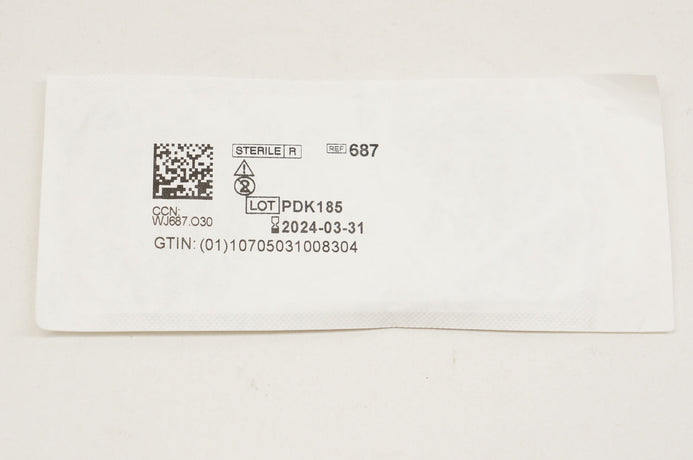 STERILE R REF 687
CCN:
WJ687.O30
LOT PDK185
2024-03-31
GTIN: (01)10705031008304